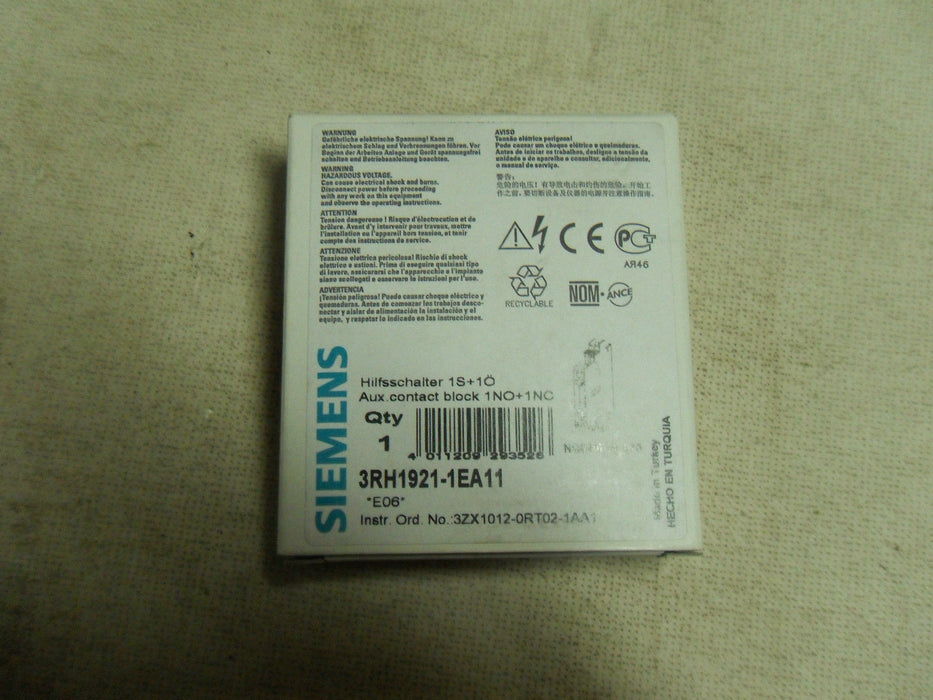 WARNUNG
Gefährliche elektrische Spannung! Kann zu
elektrischem Schlag und Verbrennungen führen. Vor
Beginn der Arbeiten Anlage und Gerät spannungsfrei
schalten und Betriebsanleitung beachten.
WARNING
HAZARDOUS VOLTAGE.
Can cause electrical shock and burns.
Disconnect power before proceeding
with any work on this equipment
and observe the operating instructions.
ATTENTION
Tension dangereuse ! Risque d'électrocution et de
brûlure. Avant d'y intervenir pour travaux, mettre
l'installation ou l'appareil hors tension, et tenir
compte des instructions de service.
ATTENZIONE
Tensione elettrica pericolosa! Rischio di shock
elettrico e ustioni. Prima di eseguire qualsiasi tipo
di lavoro, assicurarsi che l'apparecchio o l'impianto
siano scollegati e osservare le istruzioni per l'uso.
ADVERTENCIA
¡Tensión peligrosa! Puede causar choque eléctrico y
quemaduras. Antes de comenzar los trabajos desco-
nectar y aislar de alimentación la instalación y el
equipo, y respetar lo indicado en las instrucciones.
AVISO
Tensão elétrica perigosa!
Pode causar um choque elétrico e queimaduras.
Antes de iniciar os trabalhos, desligue a tensão da
unidade e do aparelho e consultar, adicionalmente,
o manual de serviço.
警告:
危险的电压! 有导致电击和灼伤的危险。开始工
作之前，要切断设备及仪器的电源并注意操作指南。
CE
PCT
АЯ46
RECYCLABLE
NOM
ANCE
SIEMENS
Hilfsschalter 1S+1Ö
Aux.contact block 1NO+1NC
Qty
1
4 011209 293526
3RH1921-1EA11
*E06*
Instr. Ord. No.:3ZX1012-0RT02-1AA1
Made in Turkey
HECHO EN TURQUIA